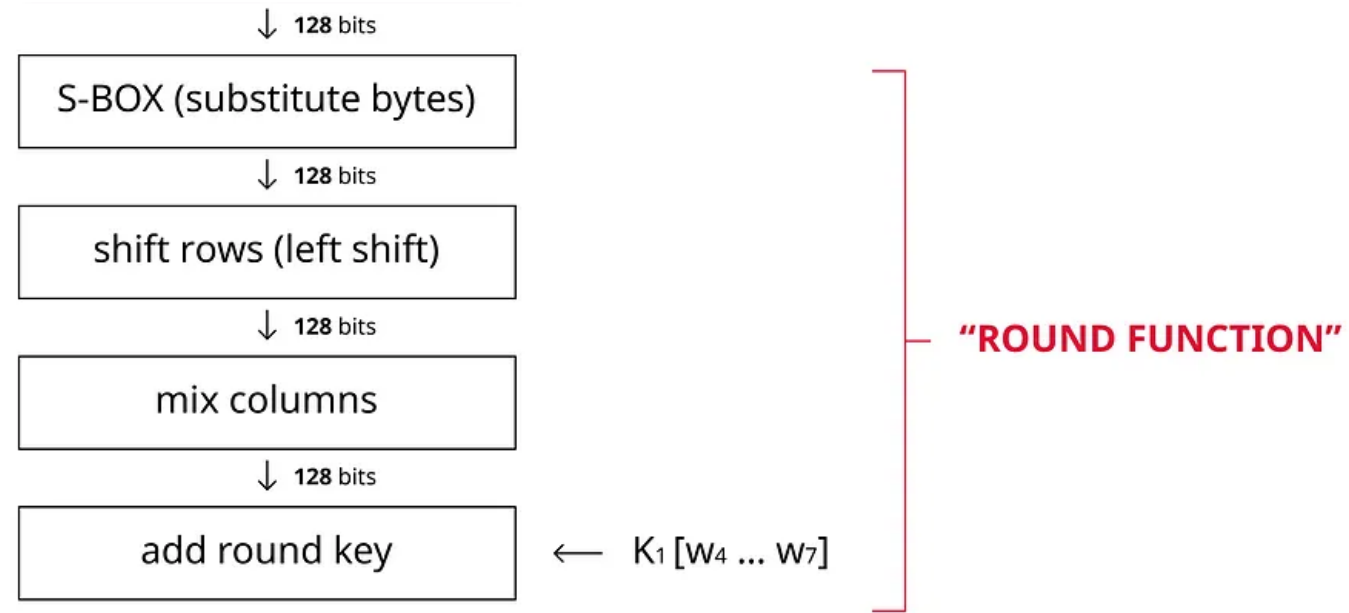 128 bits
S-BOX (substitute bytes)
128 bits
shift rows (left shift)
128 bits
mix columns
128 bits
add round key
K₁ [w₄ ... w₇]
“ROUND FUNCTION”